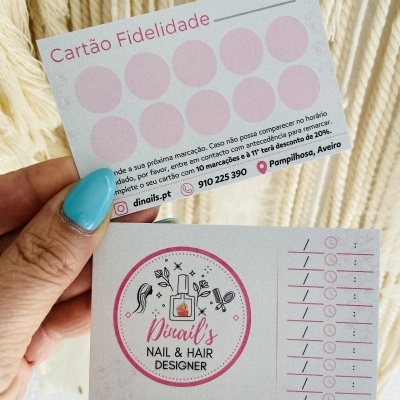 Cartão Fidelidade
nde a sua próxima marcação. Caso não possa comparecer no horário
dado, por favor, entre em contacto com antecedência para remarcar.
mplete o seu cartão com 10 marcações e à 11ª terá desconto de 20%.
dinails.pt 910 225 390 Pampilhosa, Aveiro
Dinail's
NAIL & HAIR
DESIGNER
/ :
/ :
/ :
/ :
/ :
/ :
/ :
/ :
/ :